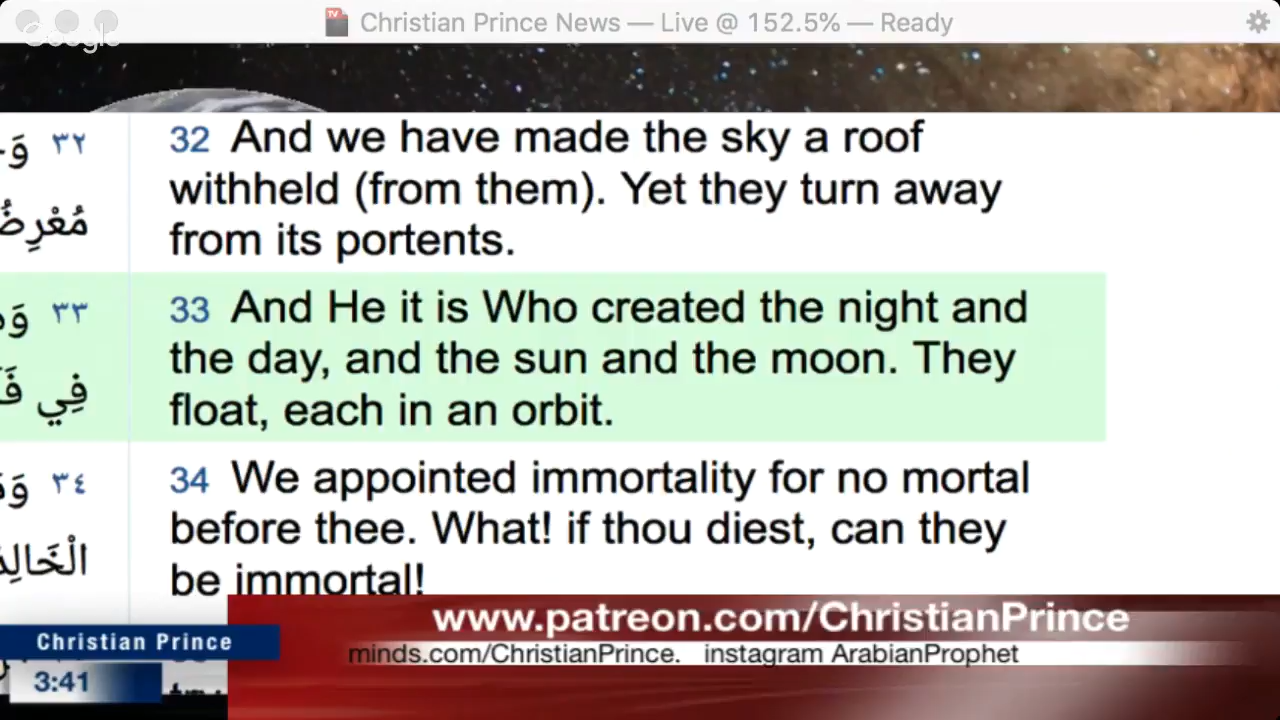 Christian Prince News — Live @ 152.5% — Ready
Google
٣٢
32 And we have made the sky a roof
withheld (from them). Yet they turn away
from its portents.
٣٣
33 And He it is Who created the night and
the day, and the sun and the moon. They
فِي
float, each in an orbit.
٣٤
34 We appointed immortality for no mortal
before thee. What! if thou diest, can they
be immortal!
www.patreon.com/ChristianPrince
Christian Prince
minds.com/ChristianPrince. instagram ArabianProphet
3:41